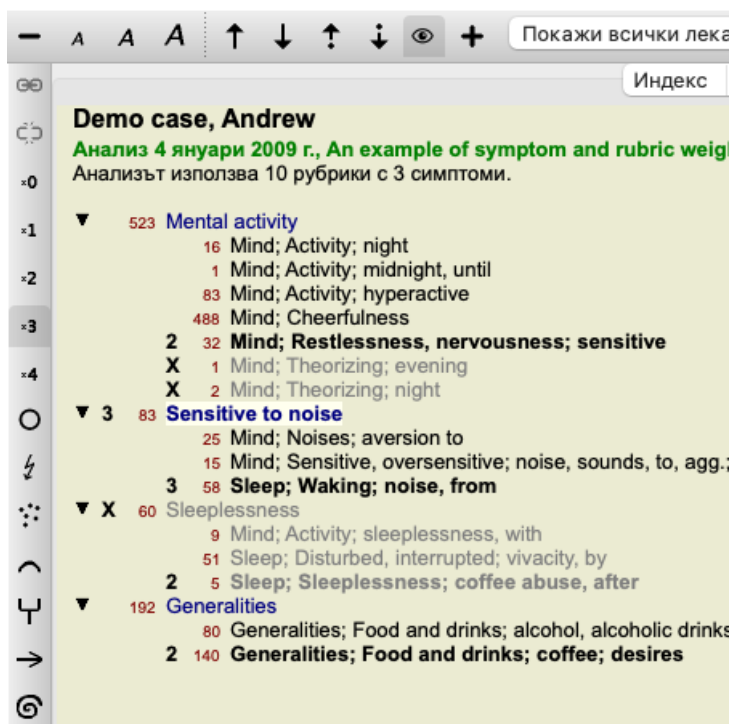 A A A Покажи всички лека
Индекс
Demo case, Andrew
Анализ 4 януари 2009 г., An example of symptom and rubric weigh
Анализът използва 10 рубрики с 3 симптоми.
▼ 523 Mental activity
16 Mind; Activity; night
1 Mind; Activity; midnight, until
83 Mind; Activity; hyperactive
488 Mind; Cheerfulness
2 32 Mind; Restlessness, nervousness; sensitive
X 1 Mind; Theorizing; evening
X 2 Mind; Theorizing; night
▼ 3 83 Sensitive to noise
25 Mind; Noises; aversion to
15 Mind; Sensitive, oversensitive; noise, sounds, to, agg.;
3 58 Sleep; Waking; noise, from
▼ X 60 Sleeplessness
9 Mind; Activity; sleeplessness, with
51 Sleep; Disturbed, interrupted; vivacity, by
2 5 Sleep; Sleeplessness; coffee abuse, after
▼ 192 Generalities
80 Generalities; Food and drinks; alcohol, alcoholic drinks
2 140 Generalities; Food and drinks; coffee; desires
×0
×1
×2
×3
×4